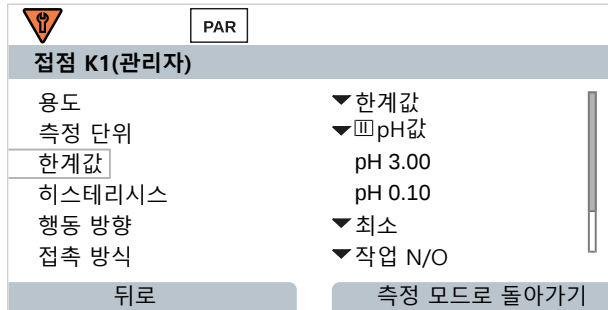 PAR
접점 K1(관리자)
용도 한계값
측정 단위 Ⅲ pH값
한계값 pH 3.00
히스테리시스 pH 0.10
행동 방향 최소
접촉 방식 작업 N/O
뒤로 측정 모드로 돌아가기